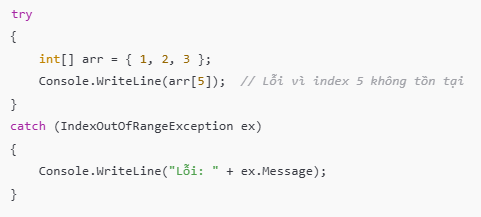 try
{
    int[] arr = { 1, 2, 3 };
    Console.WriteLine(arr[5]);  // Lỗi vì index 5 không tồn tại
}
catch (IndexOutOfRangeException ex)
{
    Console.WriteLine("Lỗi: " + ex.Message);
}